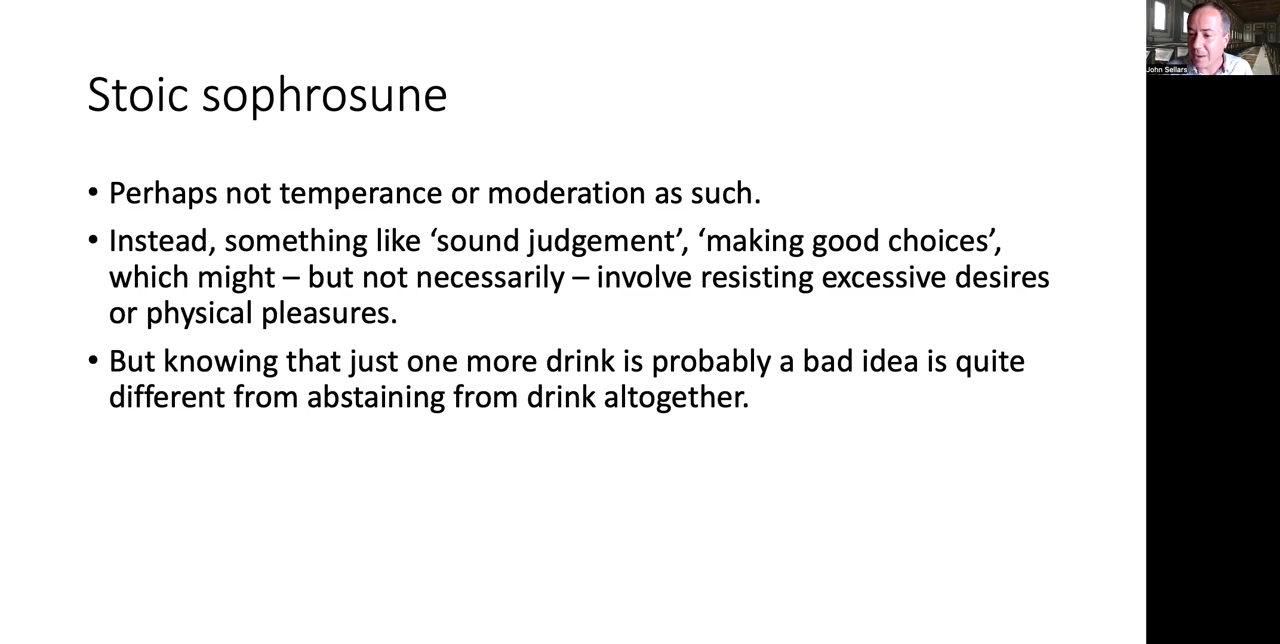 Stoic sophrosune
• Perhaps not temperance or moderation as such.
• Instead, something like ‘sound judgement’, ‘making good choices’,
which might – but not necessarily – involve resisting excessive desires
or physical pleasures.
• But knowing that just one more drink is probably a bad idea is quite
different from abstaining from drink altogether.
John Sellars